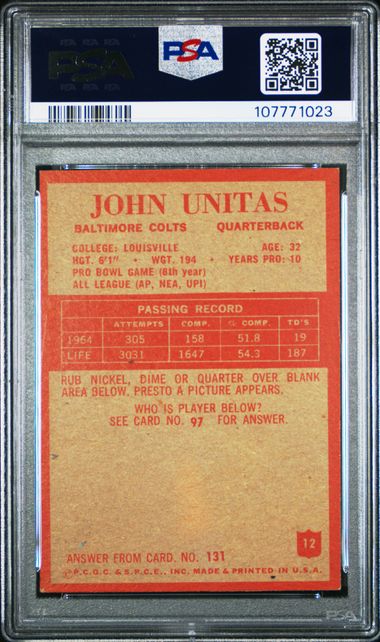 PSA
PSA
107771023
JOHN UNITAS
BALTIMORE COLTS QUARTERBACK
COLLEGE: LOUISVILLE AGE: 32
HGT. 6'1" • WGT. 194 • YEARS PRO: 10
PRO BOWL GAME (8th year)
ALL LEAGUE (AP, NEA, UPI)
PASSING RECORD
ATTEMPTS COMP. % COMP. TD'S
1964 305 158 51.8 19
LIFE 3031 1647 54.3 187
RUB NICKEL, DIME OR QUARTER OVER BLANK
AREA BELOW. PRESTO A PICTURE APPEARS.
WHO IS PLAYER BELOW?
SEE CARD NO. 97 FOR ANSWER.
12
ANSWER FROM CARD. NO. 131
©P.C.G.C. & S.P.C.E., INC. MADE & PRINTED IN U.S.A.
PSA